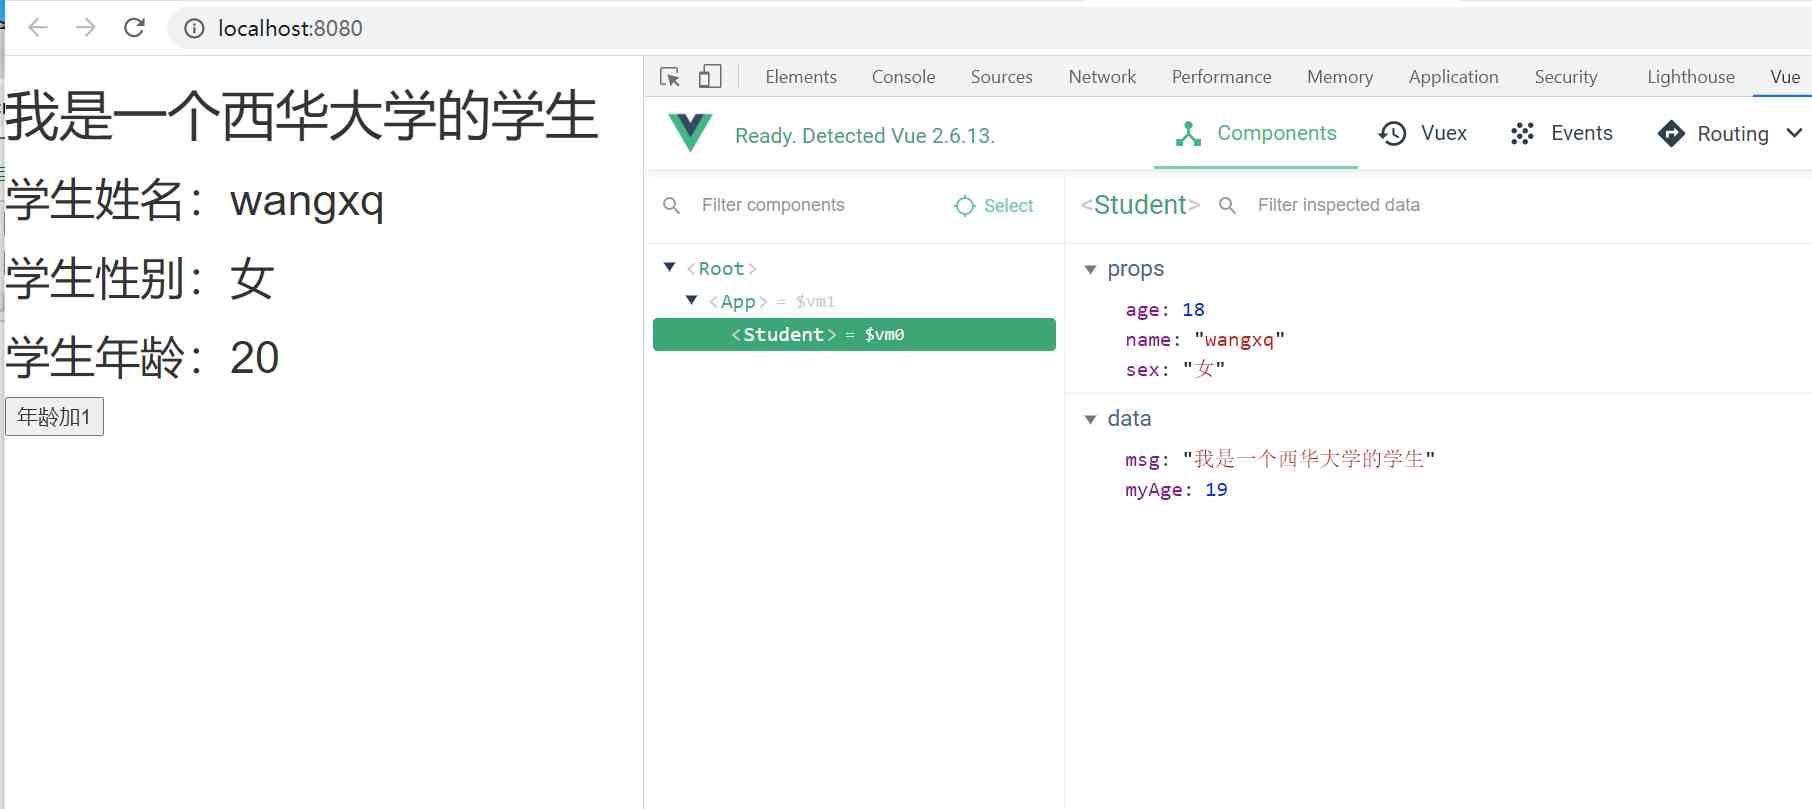 localhost:8080
我是一个西华大学的学生
学生姓名：wangxq
学生性别：女
学生年龄：20
年龄加1
Elements Console Sources Network Performance Memory Application Security Lighthouse Vue
Ready. Detected Vue 2.6.13.
Components Vuex Events Routing
Filter components Select
<Root>
<App> = $vm1
<Student> = $vm0
<Student> Filter inspected data
props
age: 18
name: "wangxq"
sex: "女"
data
msg: "我是一个西华大学的学生"
myAge: 19